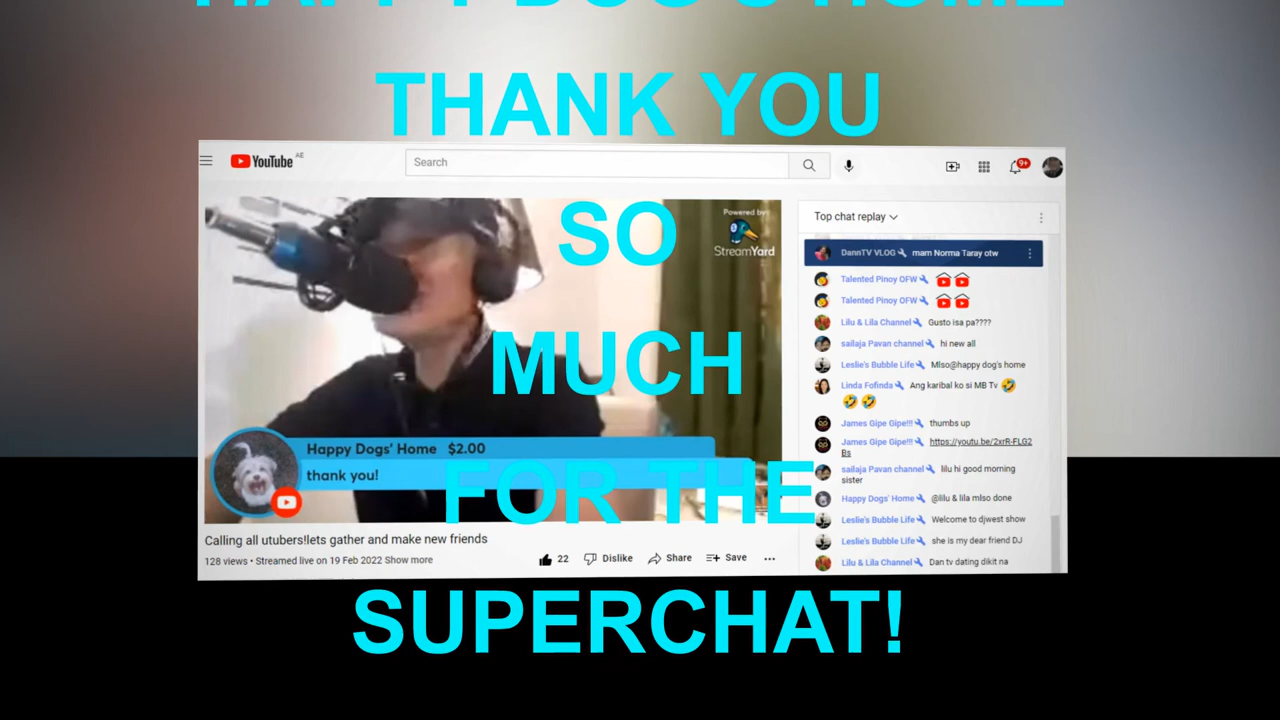 HAPPY DOG'S HOME
THANK YOU
SO
MUCH
FOR THE
SUPERCHAT!
YouTube AE
Search
9+
Powered by
StreamYard
Happy Dogs' Home $2.00
thank you!
Calling all utubers!lets gather and make new friends
128 views • Streamed live on 19 Feb 2022 Show more
22 Dislike Share Save
Top chat replay
DannTV VLOG mam Norma Taray otw
Talented Pinoy OFW
Talented Pinoy OFW
Lilu & Lila Channel Gusto isa pa????
sailaja Pavan channel hi new all
Leslie's Bubble Life Mlso@happy dog's home
Linda Fofinda Ang karibal ko si MB Tv 🤣
🤣🤣
James Gipe Gipe!!! thumbs up
James Gipe Gipe!!! https://youtu.be/2xrR-FLG2
Bs
sailaja Pavan channel lilu hi good morning
sister
Happy Dogs' Home @lilu & lila mlso done
Leslie's Bubble Life Welcome to djwest show
Leslie's Bubble Life she is my dear friend DJ
Lilu & Lila Channel Dan tv dating dikit na